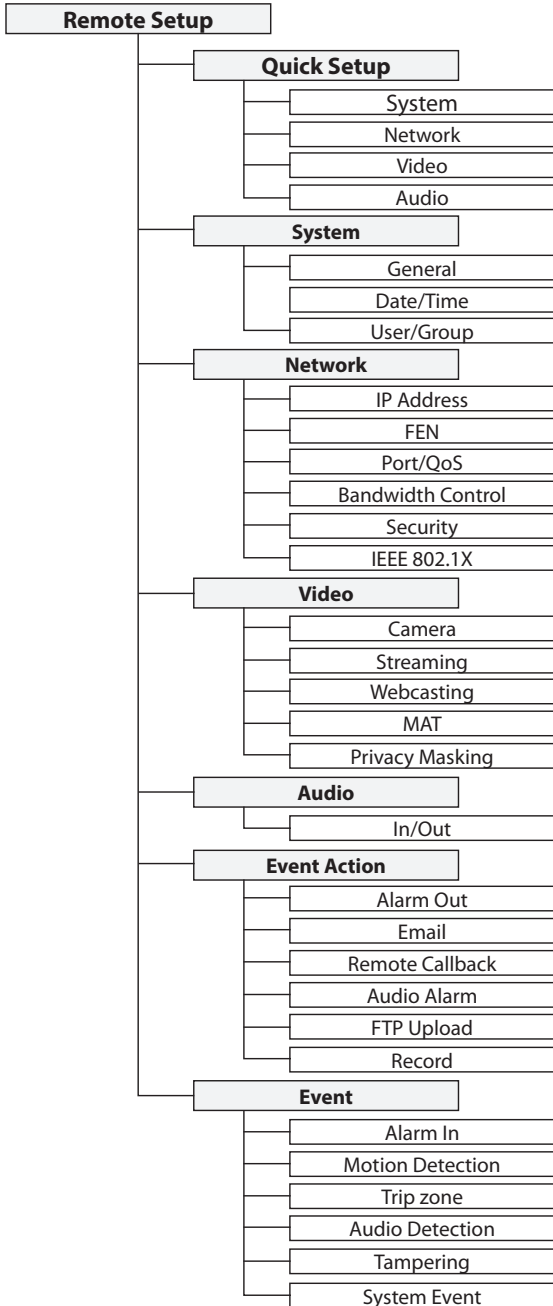 Remote Setup
Quick Setup
System
Network
Video
Audio
System
General
Date/Time
User/Group
Network
IP Address
FEN
Port/QoS
Bandwidth Control
Security
IEEE 802.1X
Video
Camera
Streaming
Webcasting
MAT
Privacy Masking
Audio
In/Out
Event Action
Alarm Out
Email
Remote Callback
Audio Alarm
FTP Upload
Record
Event
Alarm In
Motion Detection
Trip zone
Audio Detection
Tampering
System Event